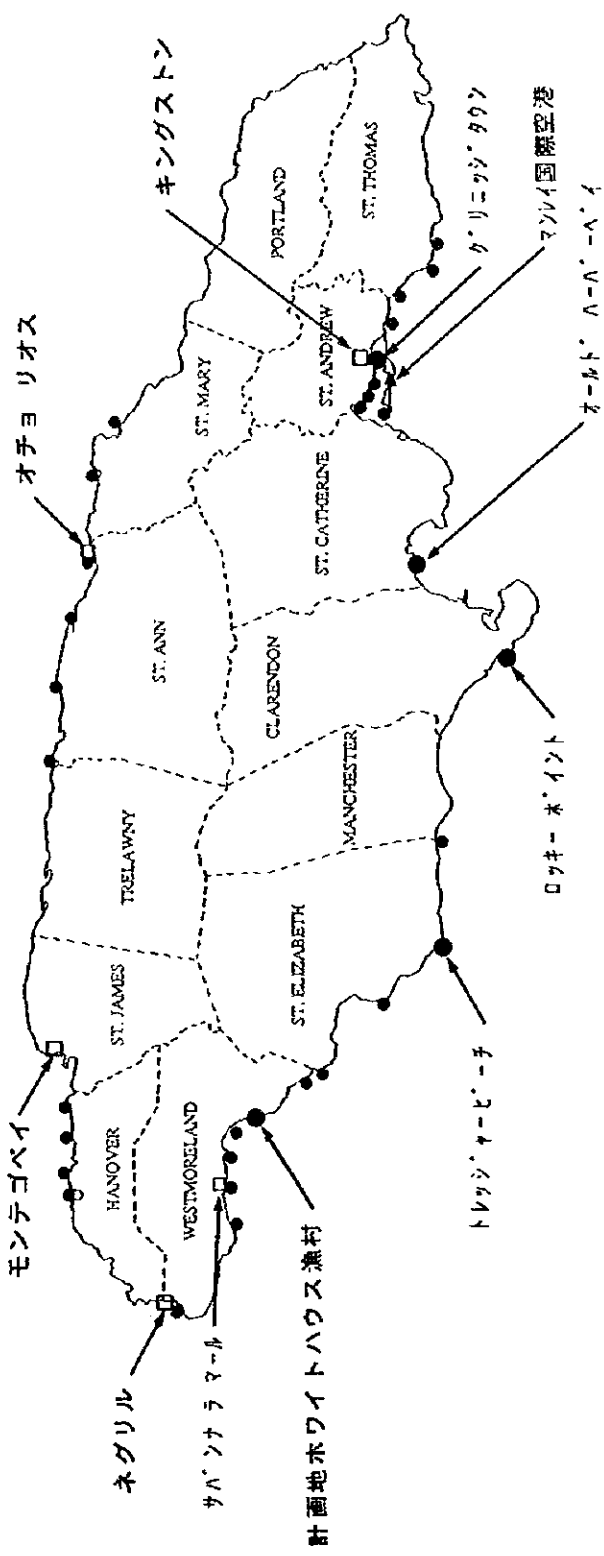 モンテゴベイ
オチョ リオス
キングストン
ネグリル
サバンナ ラ マール
計画地ホワイトハウス漁村
トレッジャービーチ
ロッキーポイント
オールド ハーバーベイ
マンレイ国際空港
グリニッジタウン
HANOVER
ST. JAMES
TRELAWNY
ST. ANN
ST. MARY
PORTLAND
WESTMORELAND
ST. ELIZABETH
MANCHESTER
CLARENDON
ST. CATHERINE
ST. ANDREW
ST. THOMAS